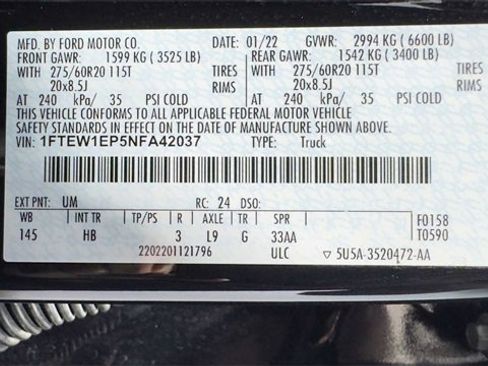 MFD. BY FORD MOTOR CO. DATE: 01/22 GVWR: 2994 KG ( 6600 LB)
FRONT GAWR: 1599 KG ( 3525 LB) REAR GAWR: 1542 KG ( 3400 LB)
WITH 275/60R20 115T TIRES WITH 275/60R20 115T TIRES
20x8.5J RIMS 20x8.5J RIMS
AT 240 kPa/ 35 PSI COLD AT 240 kPa/ 35 PSI COLD
THIS VEHICLE CONFORMS TO ALL APPLICABLE FEDERAL MOTOR VEHICLE
SAFETY STANDARDS IN EFFECT ON THE DATE OF MANUFACTURE SHOWN ABOVE.
VIN: 1FTEW1EP5NFA42037 TYPE: Truck
EXT PNT: UM RC: 24 DSO:
WB INT TR TP/PS R AXLE TR SPR F0158
145 HB 3 L9 G 33AA T0590
2202201121796 ULC ▽ 5U5A-3520472-AA